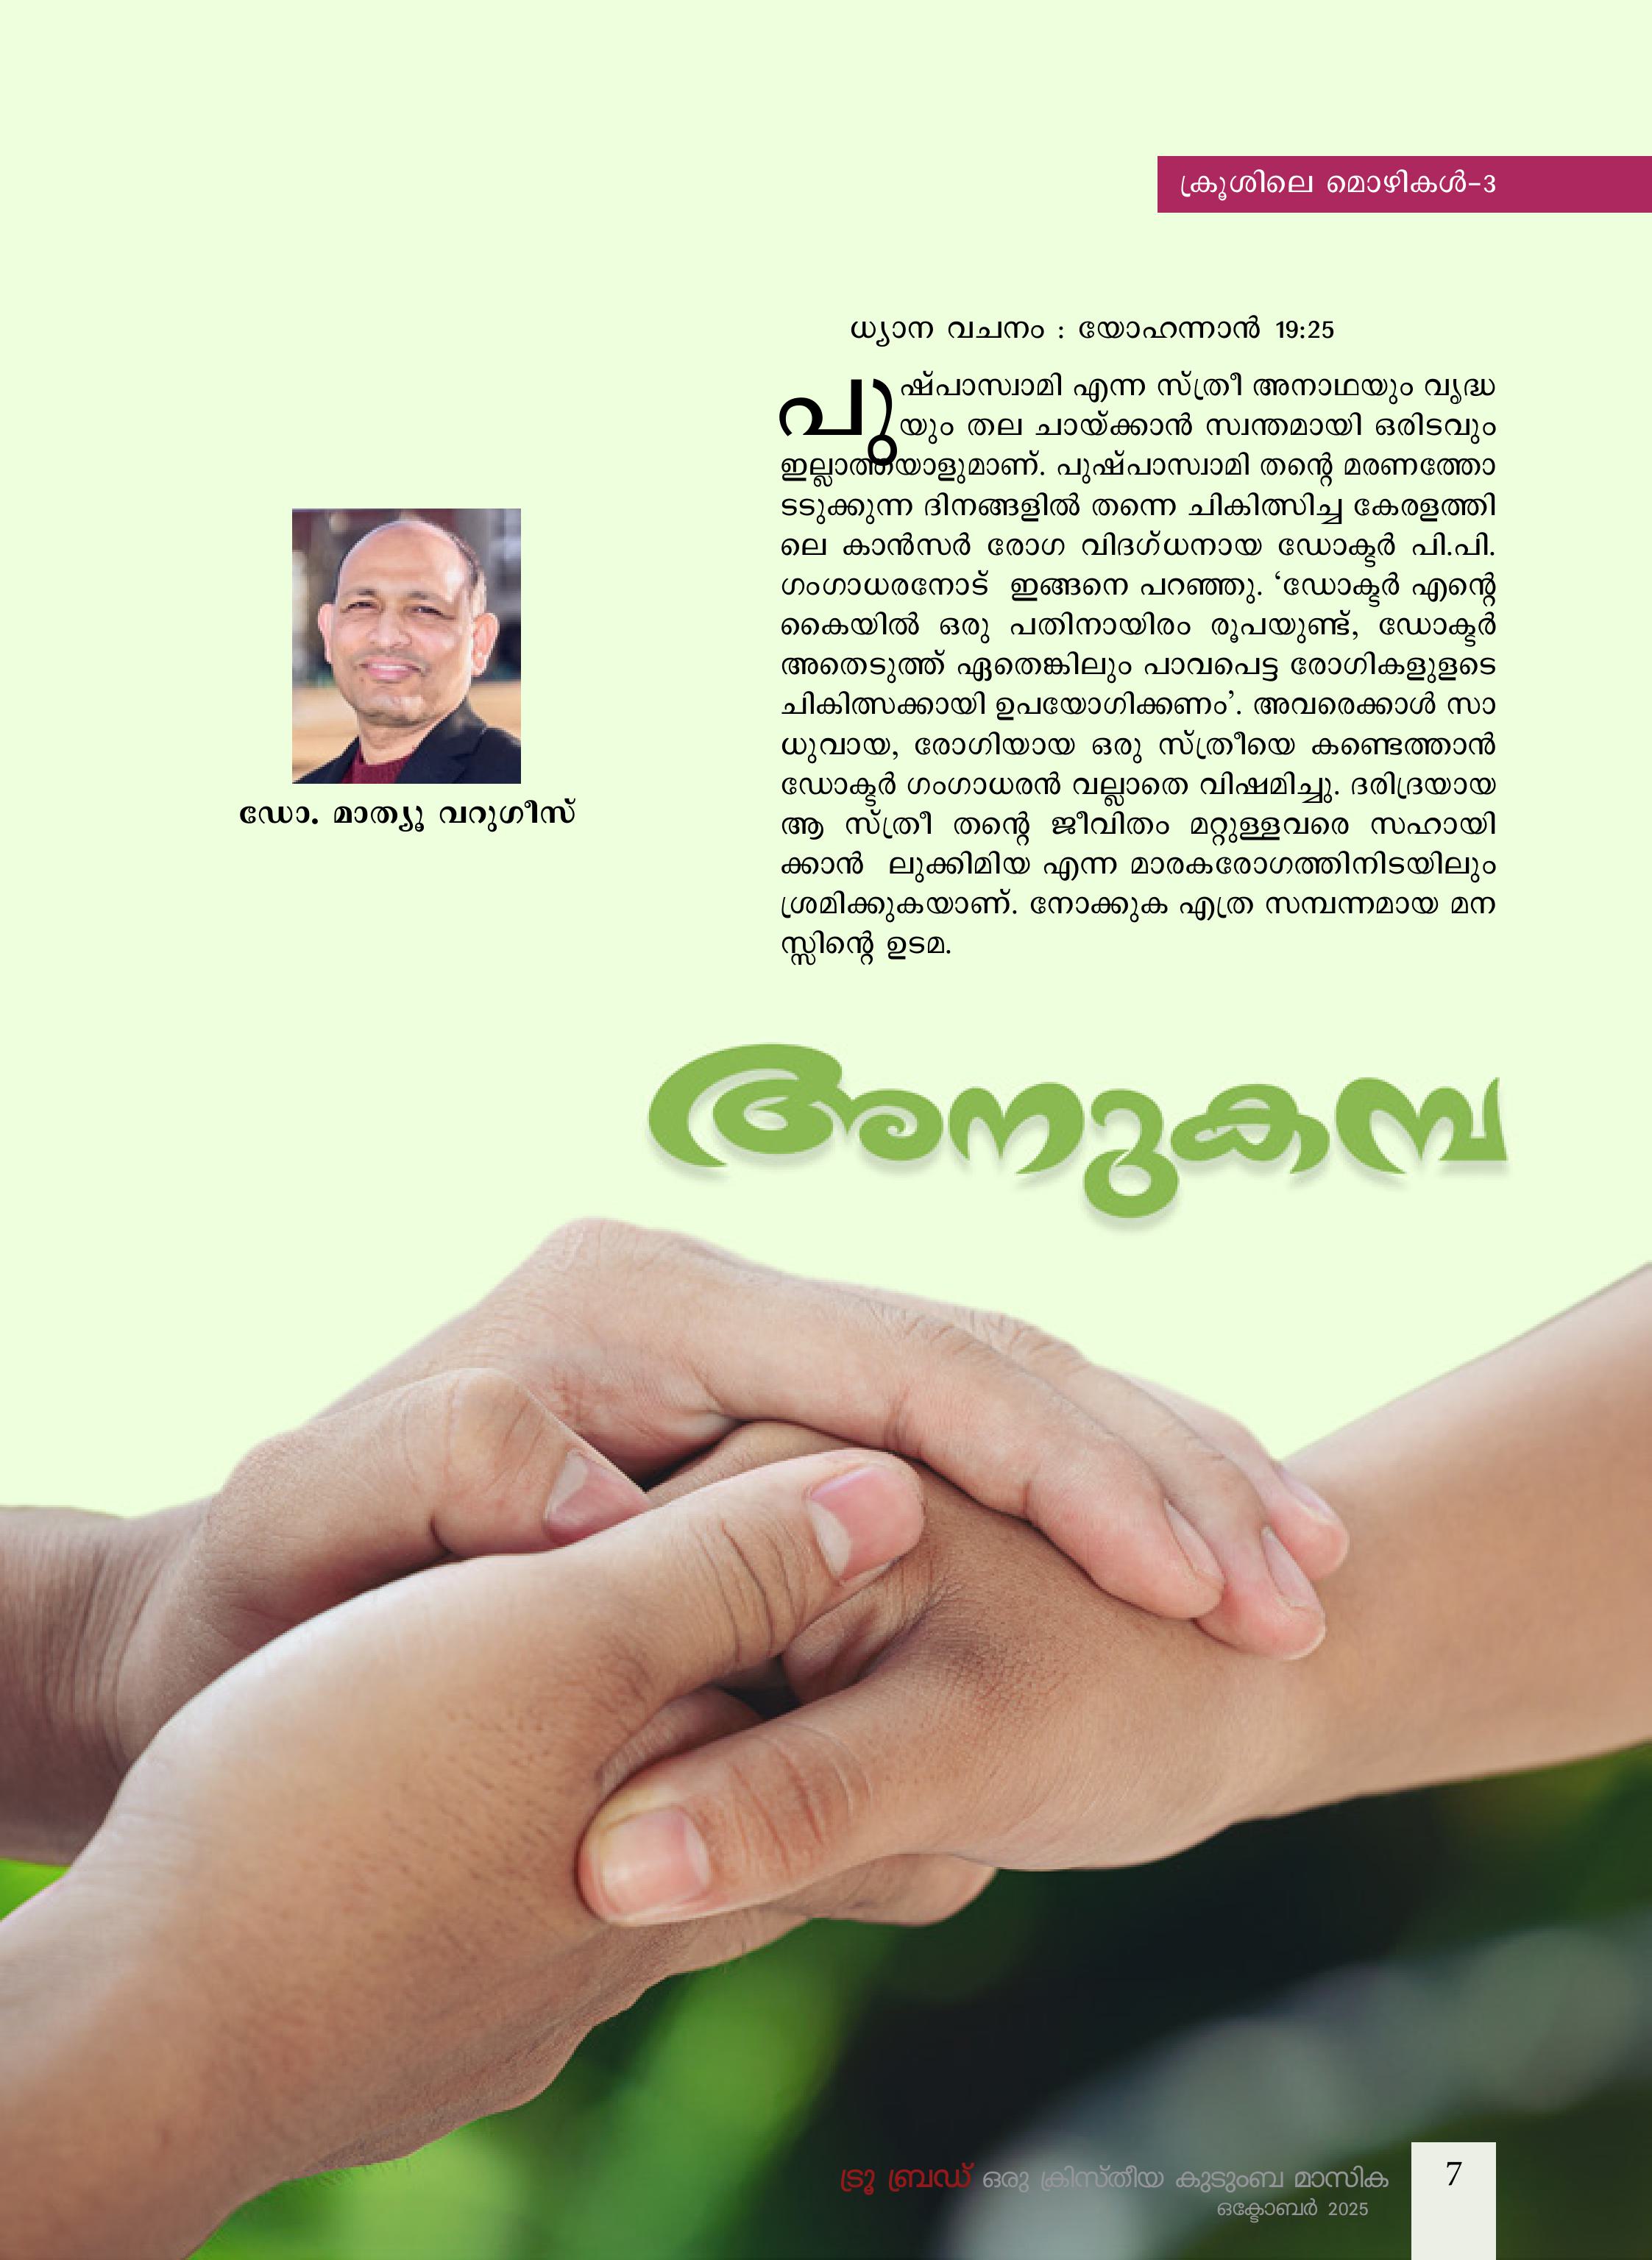 ക്രൂശിലെ മൊഴികൾ-3
ധ്യാന വചനം : യോഹന്നാൻ 19:25
പുഷ്പാസ്വാമി എന്ന സ്ത്രീ അനാഥയും വൃദ്ധ
യും തല ചായ്ക്കാൻ സ്വന്തമായി ഒരിടവും
ഇല്ലാത്തയാളുമാണ്. പുഷ്പാസ്വാമി തന്റെ മരണത്തോ
ടടുക്കുന്ന ദിനങ്ങളിൽ തന്നെ ചികിത്സിച്ച കേരളത്തി
ലെ കാൻസർ രോഗ വിദഗ്ധനായ ഡോക്ടർ പി.പി.
ഗംഗാധരനോട് ഇങ്ങനെ പറഞ്ഞു. ‘ഡോക്ടർ എന്റെ
കൈയിൽ ഒരു പതിനായിരം രൂപയുണ്ട്, ഡോക്ടർ
അതെടുത്ത് ഏതെങ്കിലും പാവപെട്ട രോഗികളുളടെ
ചികിത്സക്കായി ഉപയോഗിക്കണം’. അവരെക്കാൾ സാ
ധുവായ, രോഗിയായ ഒരു സ്ത്രീയെ കണ്ടെത്താൻ
ഡോക്ടർ ഗംഗാധരൻ വല്ലാതെ വിഷമിച്ചു. ദരിദ്രയായ
ആ സ്ത്രീ തന്റെ ജീവിതം മറ്റുള്ളവരെ സഹായി
ക്കാൻ ലുക്കിമിയ എന്ന മാരകരോഗത്തിനിടയിലും
ശ്രമിക്കുകയാണ്. നോക്കുക എത്ര സമ്പന്നമായ മന
സ്സിന്റെ ഉടമ.
ഡോ. മാത്യൂ വറുഗീസ്
അനുകമ്പ
ട്രൂ ബ്രഡ് ഒരു ക്രിസ്തീയ കുടുംബ മാസിക
ഒക്ടോബർ 2025
7